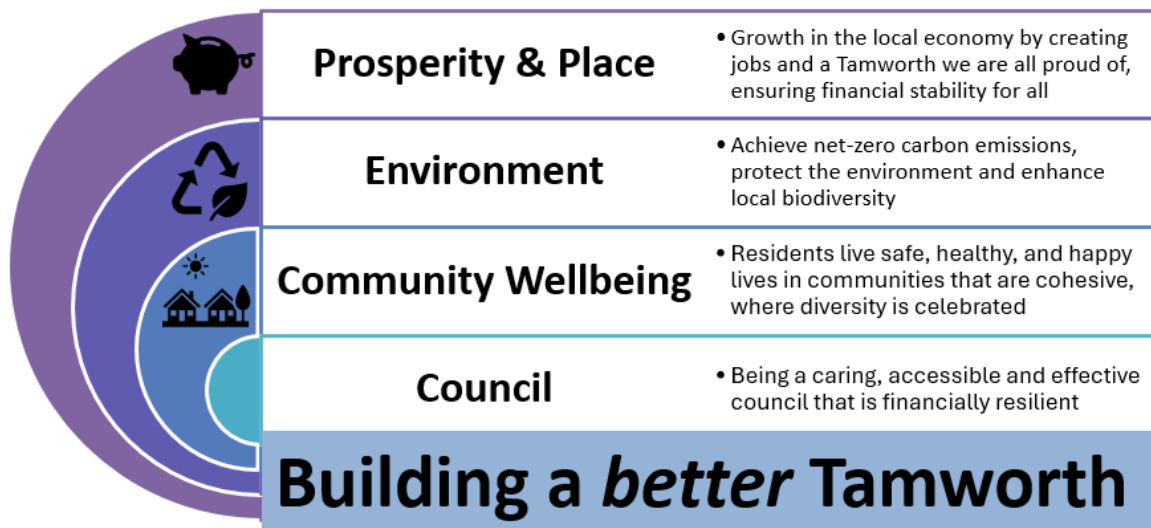 Prosperity & Place
• Growth in the local economy by creating
jobs and a Tamworth we are all proud of,
ensuring financial stability for all
Environment
• Achieve net-zero carbon emissions,
protect the environment and enhance
local biodiversity
Community Wellbeing
• Residents live safe, healthy, and happy
lives in communities that are cohesive,
where diversity is celebrated
Council
• Being a caring, accessible and effective
council that is financially resilient
Building a better Tamworth